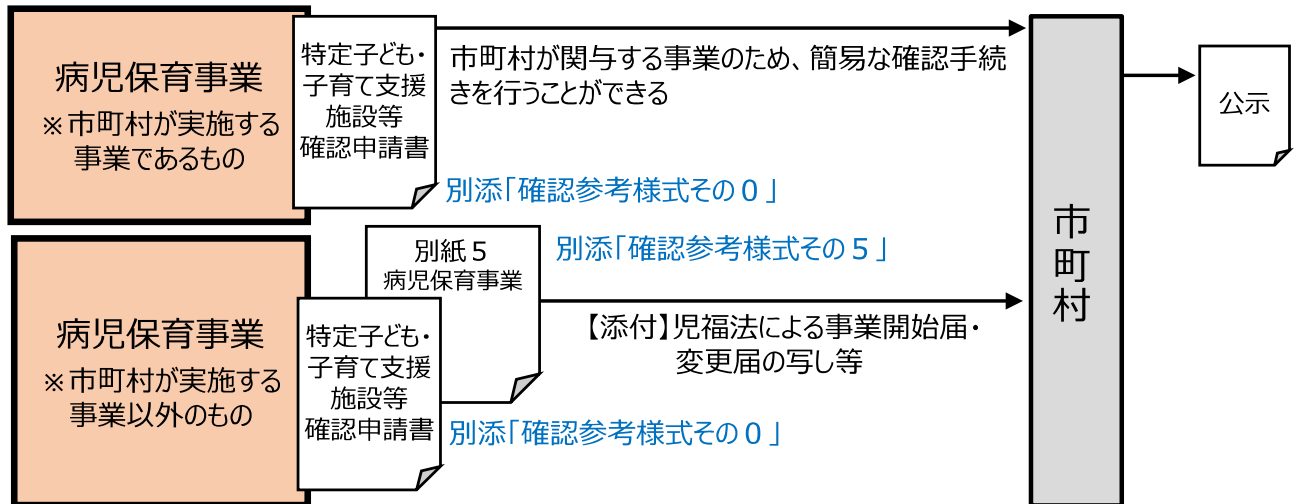 病児保育事業
※市町村が実施する
事業であるもの
特定子ども・
子育て支援
施設等
確認申請書
市町村が関与する事業のため、簡易な確認手続
きを行うことができる
別添「確認参考様式その０」
公示
市町村
病児保育事業
※市町村が実施する
事業以外のもの
別紙５
病児保育事業
別添「確認参考様式その５」
特定子ども・
子育て支援
施設等
確認申請書
【添付】児福法による事業開始届・
変更届の写し等
別添「確認参考様式その０」